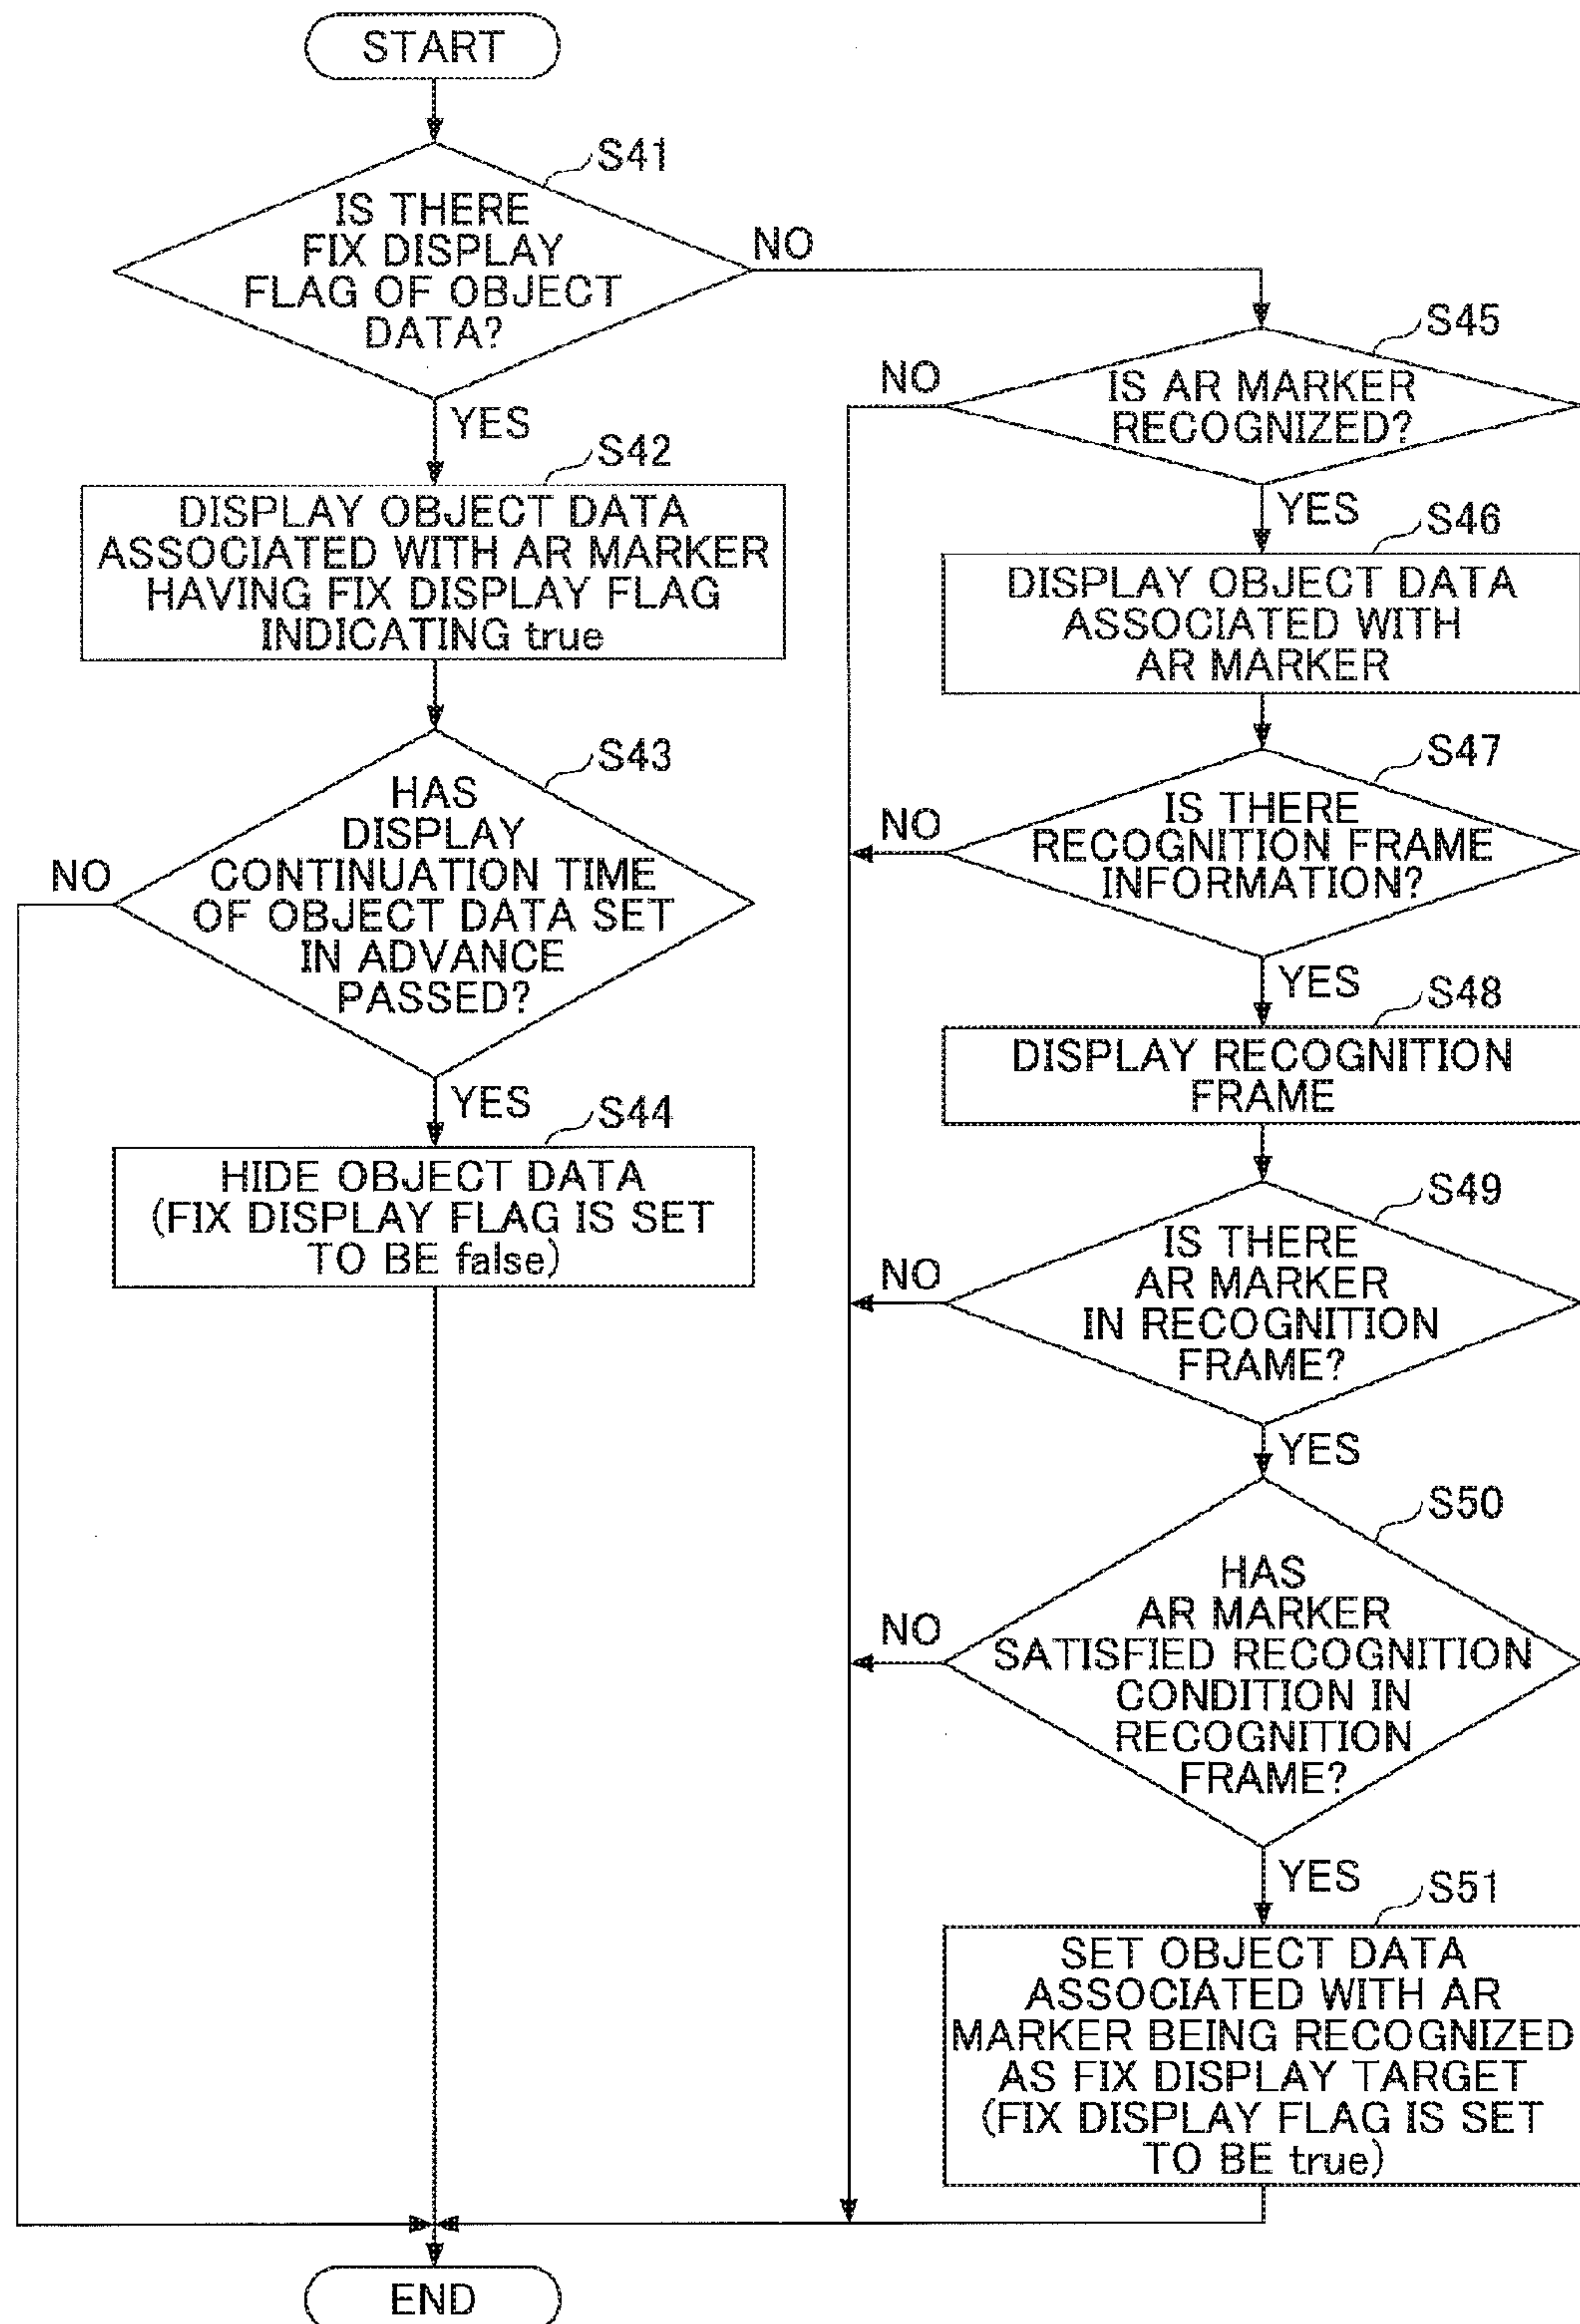 START
S41
IS THERE
FIX DISPLAY
FLAG OF OBJECT
DATA?
NO
YES
S42
DISPLAY OBJECT DATA
ASSOCIATED WITH AR MARKER
HAVING FIX DISPLAY FLAG
INDICATING true
S43
HAS
DISPLAY
CONTINUATION TIME
OF OBJECT DATA SET
IN ADVANCE
PASSED?
NO
YES
S44
HIDE OBJECT DATA
(FIX DISPLAY FLAG IS SET
TO BE false)
S45
IS AR MARKER
RECOGNIZED?
NO
YES
S46
DISPLAY OBJECT DATA
ASSOCIATED WITH
AR MARKER
S47
IS THERE
RECOGNITION FRAME
INFORMATION?
NO
YES
S48
DISPLAY RECOGNITION
FRAME
S49
IS THERE
AR MARKER
IN RECOGNITION
FRAME?
NO
YES
S50
HAS
AR MARKER
SATISFIED RECOGNITION
CONDITION IN
RECOGNITION
FRAME?
NO
YES
S51
SET OBJECT DATA
ASSOCIATED WITH AR
MARKER BEING RECOGNIZED
AS FIX DISPLAY TARGET
(FIX DISPLAY FLAG IS SET
TO BE true)
END